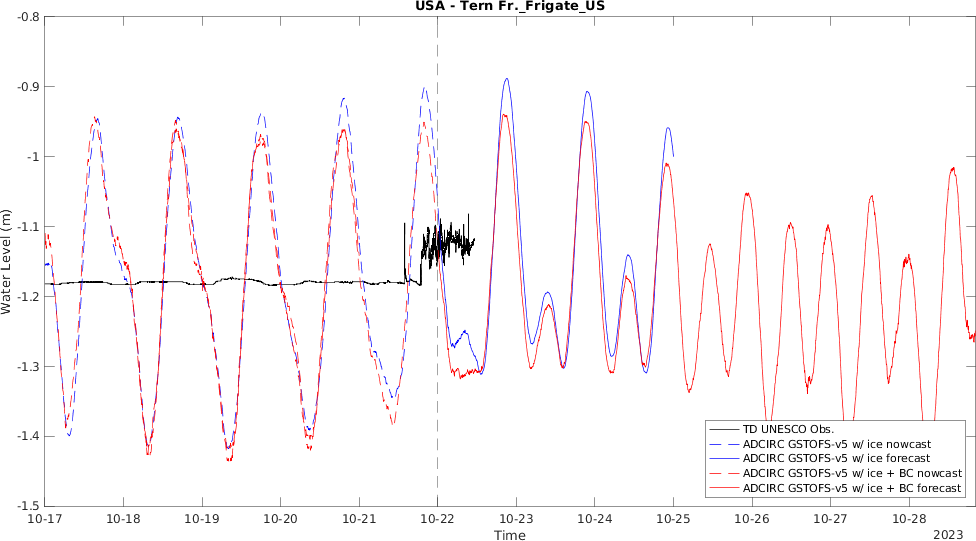 USA - Tern Fr._Frigate_US
-0.8
-0.9
-1
-1.1
-1.2
-1.3
-1.4
-1.5
Water Level (m)
TD UNESCO Obs.
ADCIRC GSTOFS-v5 w/ ice nowcast
ADCIRC GSTOFS-v5 w/ ice forecast
ADCIRC GSTOFS-v5 w/ ice + BC nowcast
ADCIRC GSTOFS-v5 w/ ice + BC forecast
10-17 10-18 10-19 10-20 10-21 10-22 10-23 10-24 10-25 10-26 10-27 10-28
Time
2023